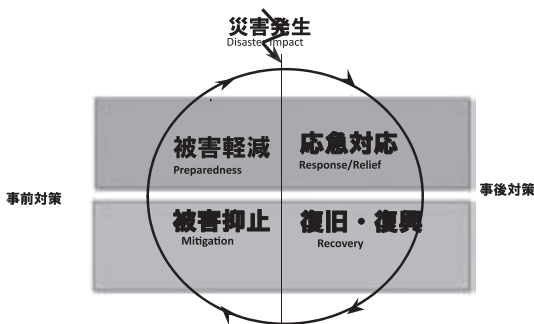 災害発生
Disaster Impact
被害軽減
Preparedness
応急対応
Response/Relief
事前対策
事後対策
被害抑止
Mitigation
復旧・復興
Recovery